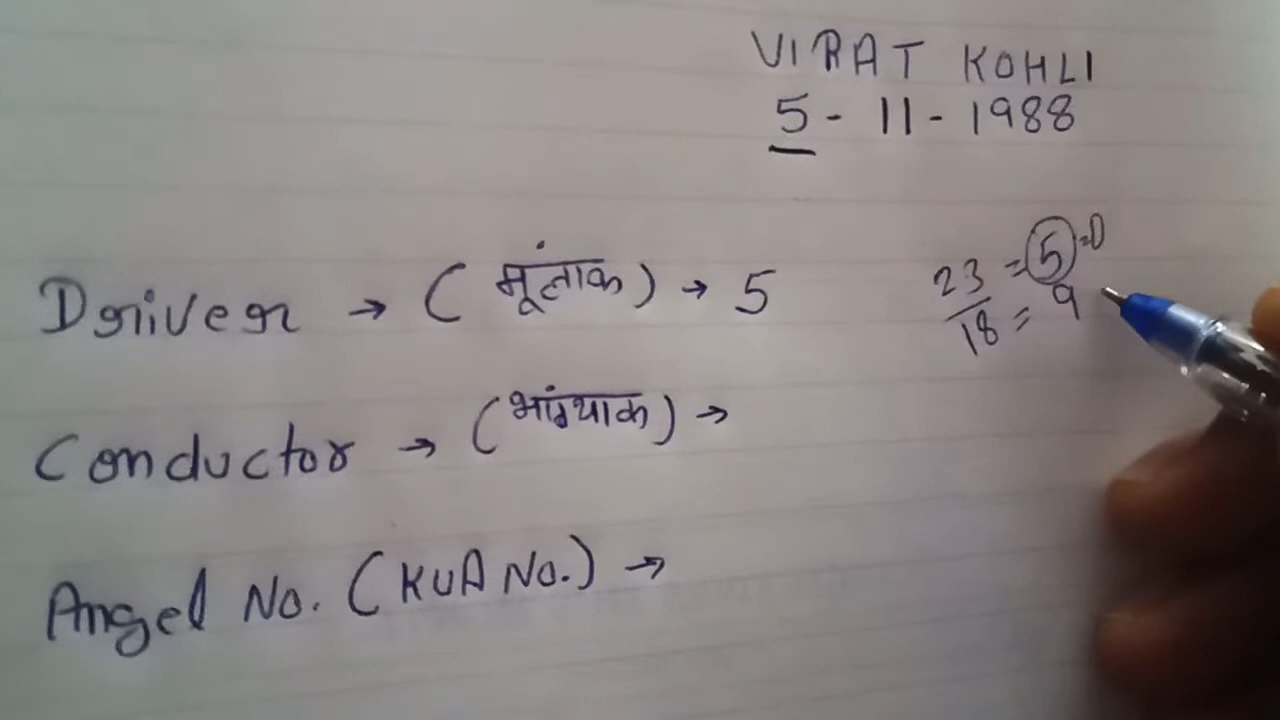 VIRAT KOHLI
5 - 11 - 1988
23 = 5 = D
18 = 9
Driver → (मूंलाक) → 5
Conductor → (भांग्याक) →
Angel No. (KUA No.) →